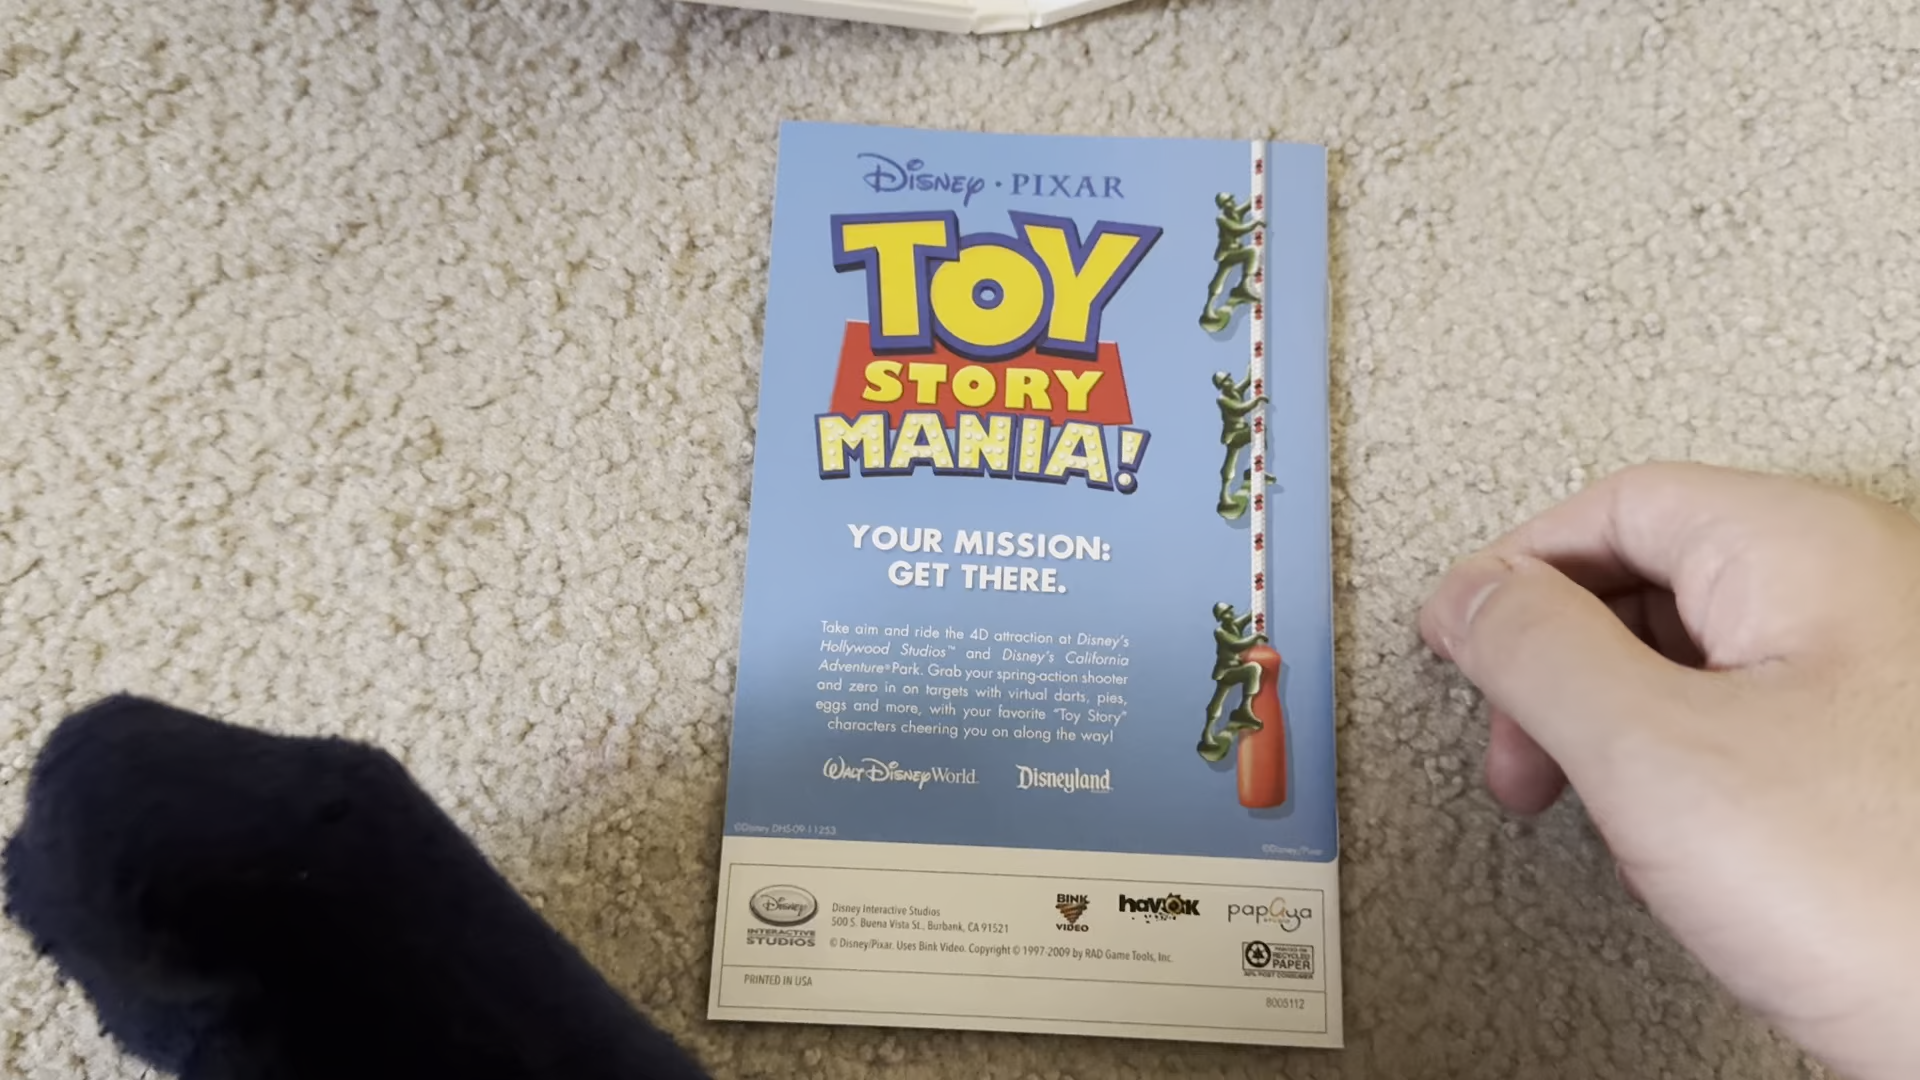 Disney · PIXAR
TOY
STORY
MANIA!
YOUR MISSION:
GET THERE.
Take aim and ride the 4D attraction at Disney's
Hollywood Studios™ and Disney's California
Adventure® Park. Grab your spring-action shooter
and zero in on targets with virtual darts, pies,
eggs and more, with your favorite “Toy Story”
characters cheering you on along the way!
Walt Disney World Disneyland
©Disney DHS-09-11253
©Disney/Pixar
Disney
INTERACTIVE
STUDIOS
Disney Interactive Studios
500 S. Buena Vista St., Burbank, CA 91521
© Disney/Pixar. Uses Bink Video. Copyright © 1997-2009 by RAD Game Tools, Inc.
BINK
VIDEO
havok
papaya
STUDIO
PRINTED ON
RECYCLED
PAPER
PRINTED IN USA
8005112